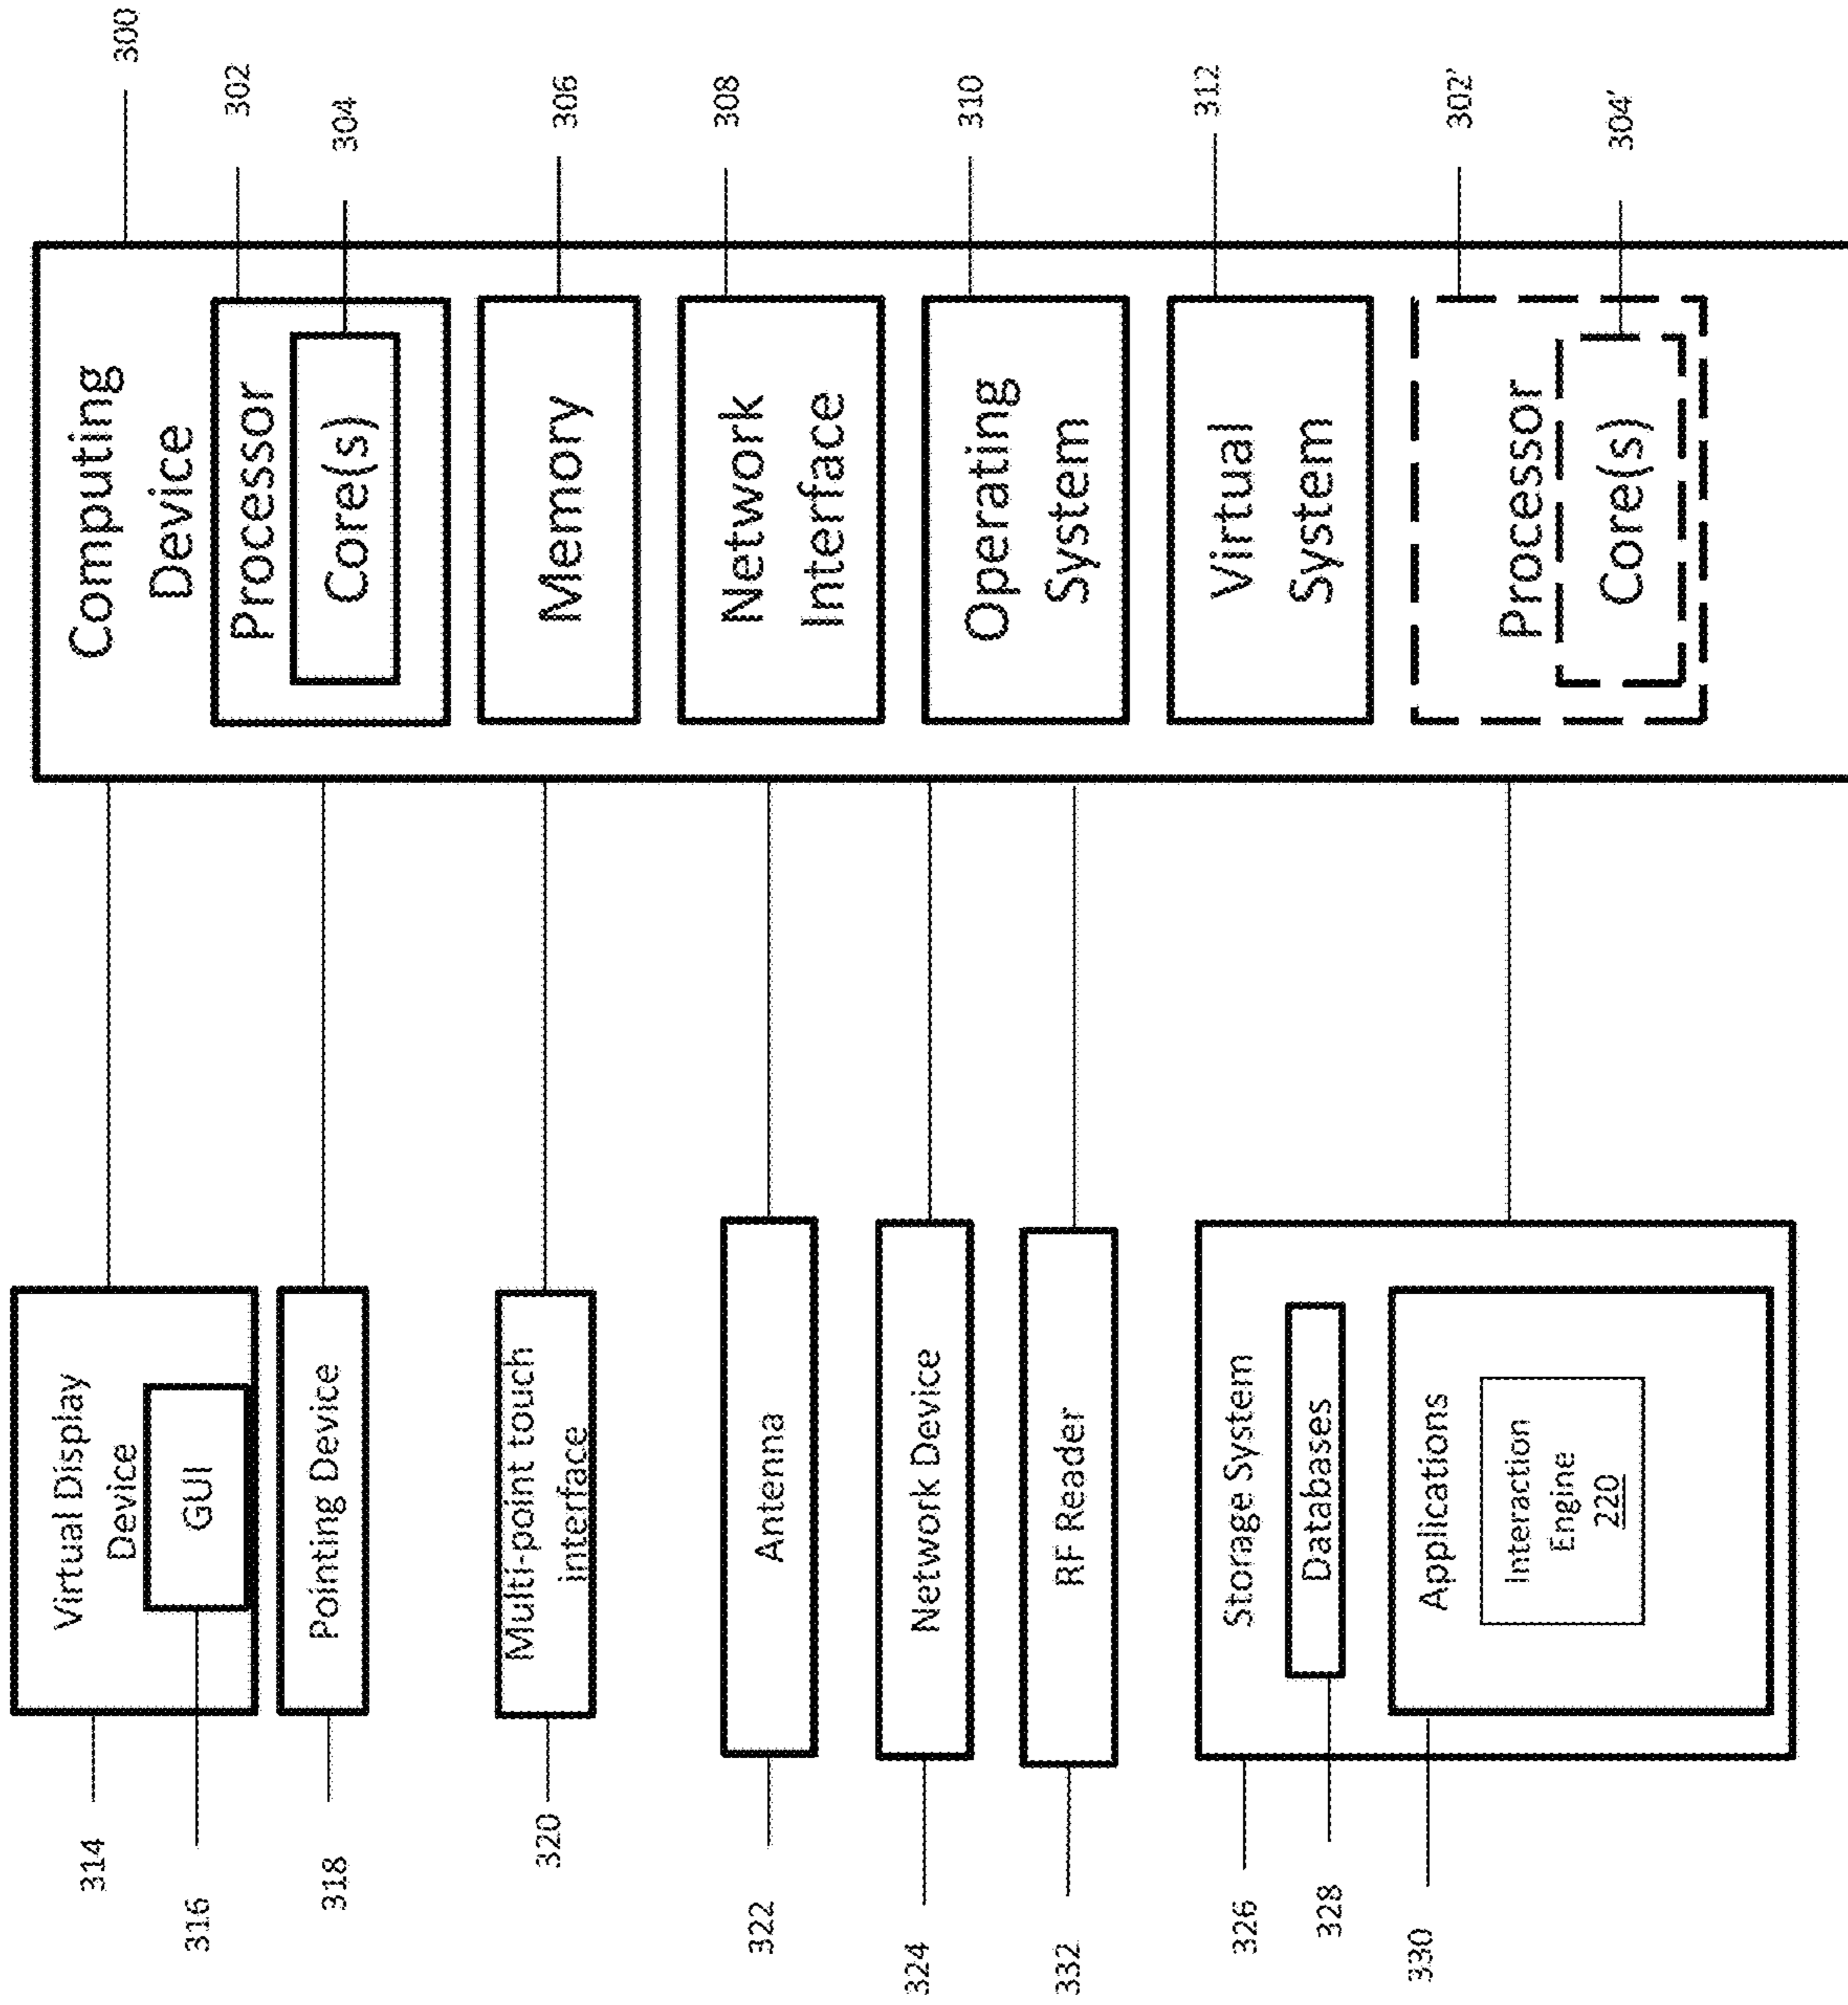 300
Computing
Device
302
Processor
304
Core(s)
306
Memory
308
Network
Interface
310
Operating
System
312
Virtual
System
302'
Processor
304'
Core(s)
314
Virtual Display
Device
316
GUI
318
Pointing Device
320
Multi-point touch
interface
322
Antenna
324
Network Device
332
RF Reader
326
Storage System
328
Databases
330
Applications
Interaction
Engine
220